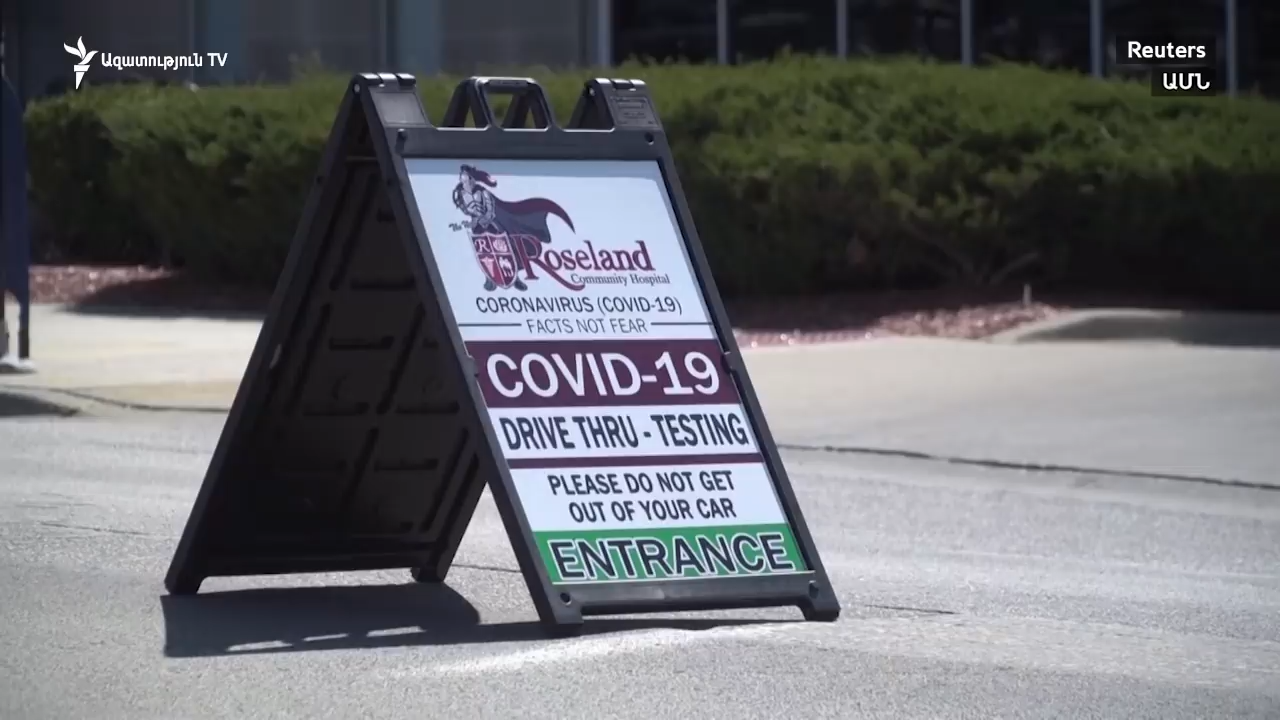 Ազատություն TV
Reuters
ԱՄՆ
Roseland
Community Hospital
CORONAVIRUS (COVID-19)
FACTS NOT FEAR
COVID-19
DRIVE THRU - TESTING
PLEASE DO NOT GET
OUT OF YOUR CAR
ENTRANCE